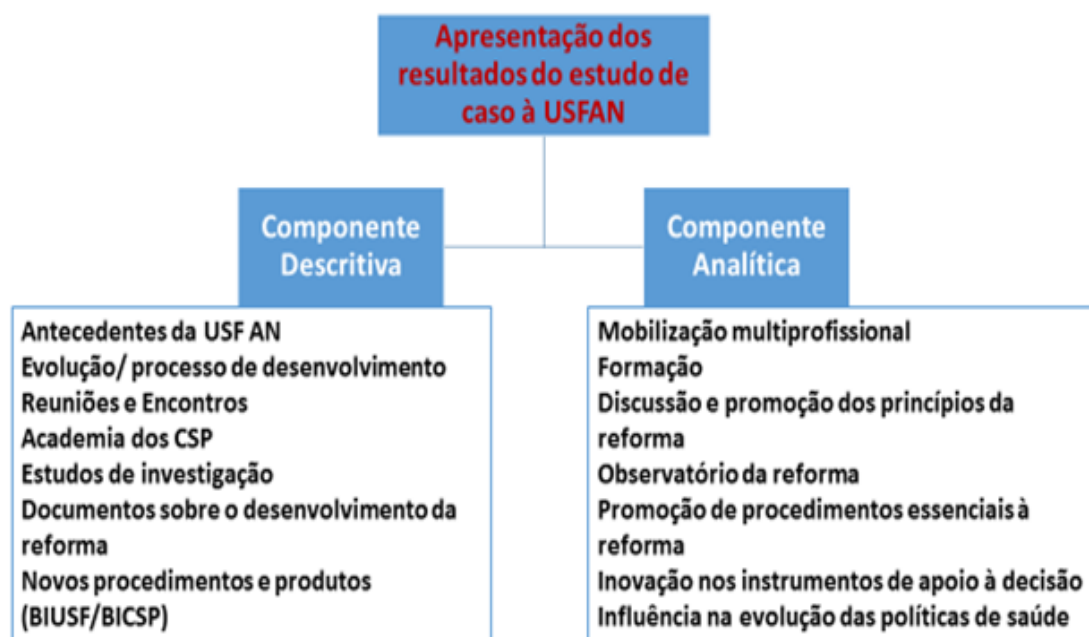 Apresentação dos
resultados do estudo de
caso à USFAN
Componente
Descritiva
Componente
Analítica
Antecedentes da USF AN
Evolução/ processo de desenvolvimento
Reuniões e Encontros
Academia dos CSP
Estudos de investigação
Documentos sobre o desenvolvimento da
reforma
Novos procedimentos e produtos
(BIUSF/BICSP)
Mobilização multiprofissional
Formação
Discussão e promoção dos princípios da
reforma
Observatório da reforma
Promoção de procedimentos essenciais à
reforma
Inovação nos instrumentos de apoio à decisão
Influência na evolução das políticas de saúde